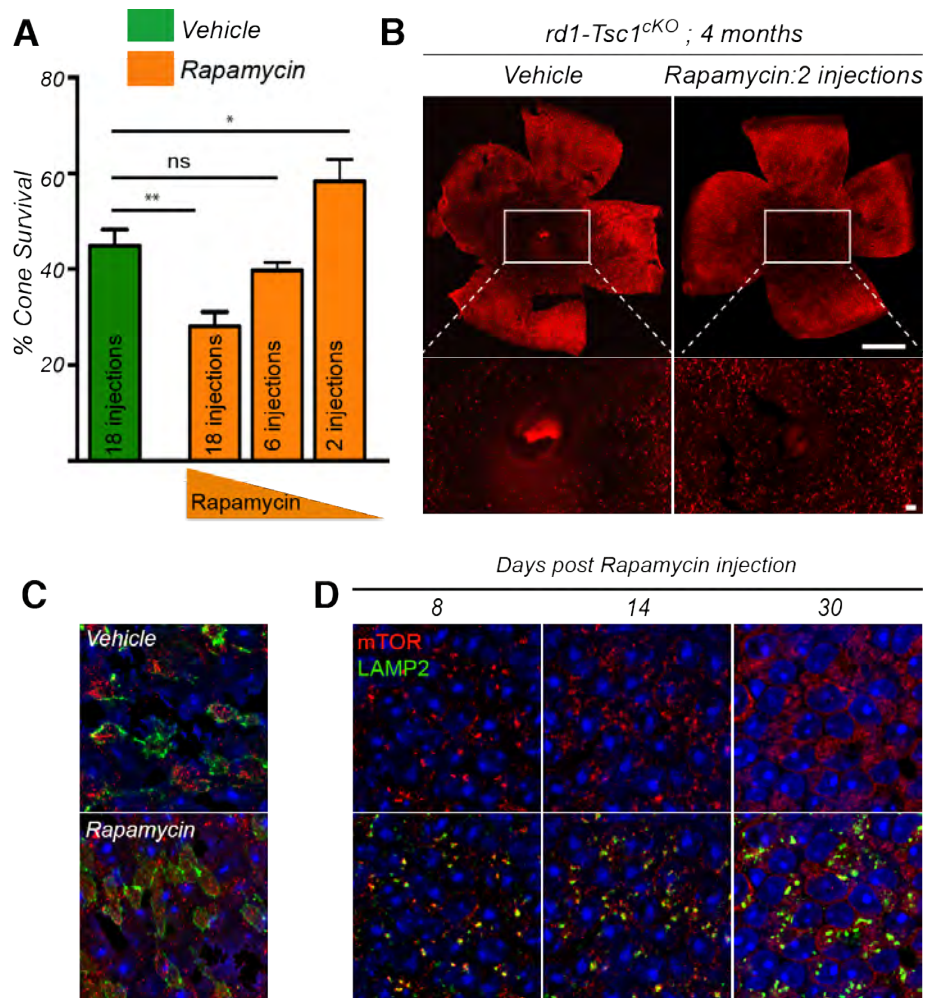 A
Vehicle
Rapamycin
80
60
40
20
% Cone Survival
*
ns
**
18 injections
18 injections
6 injections
2 injections
Rapamycin
B
rd1-Tsc1cKO ; 4 months
Vehicle
Rapamycin:2 injections
C
Vehicle
Rapamycin
D
Days post Rapamycin injection
8
14
30
mTOR
LAMP2